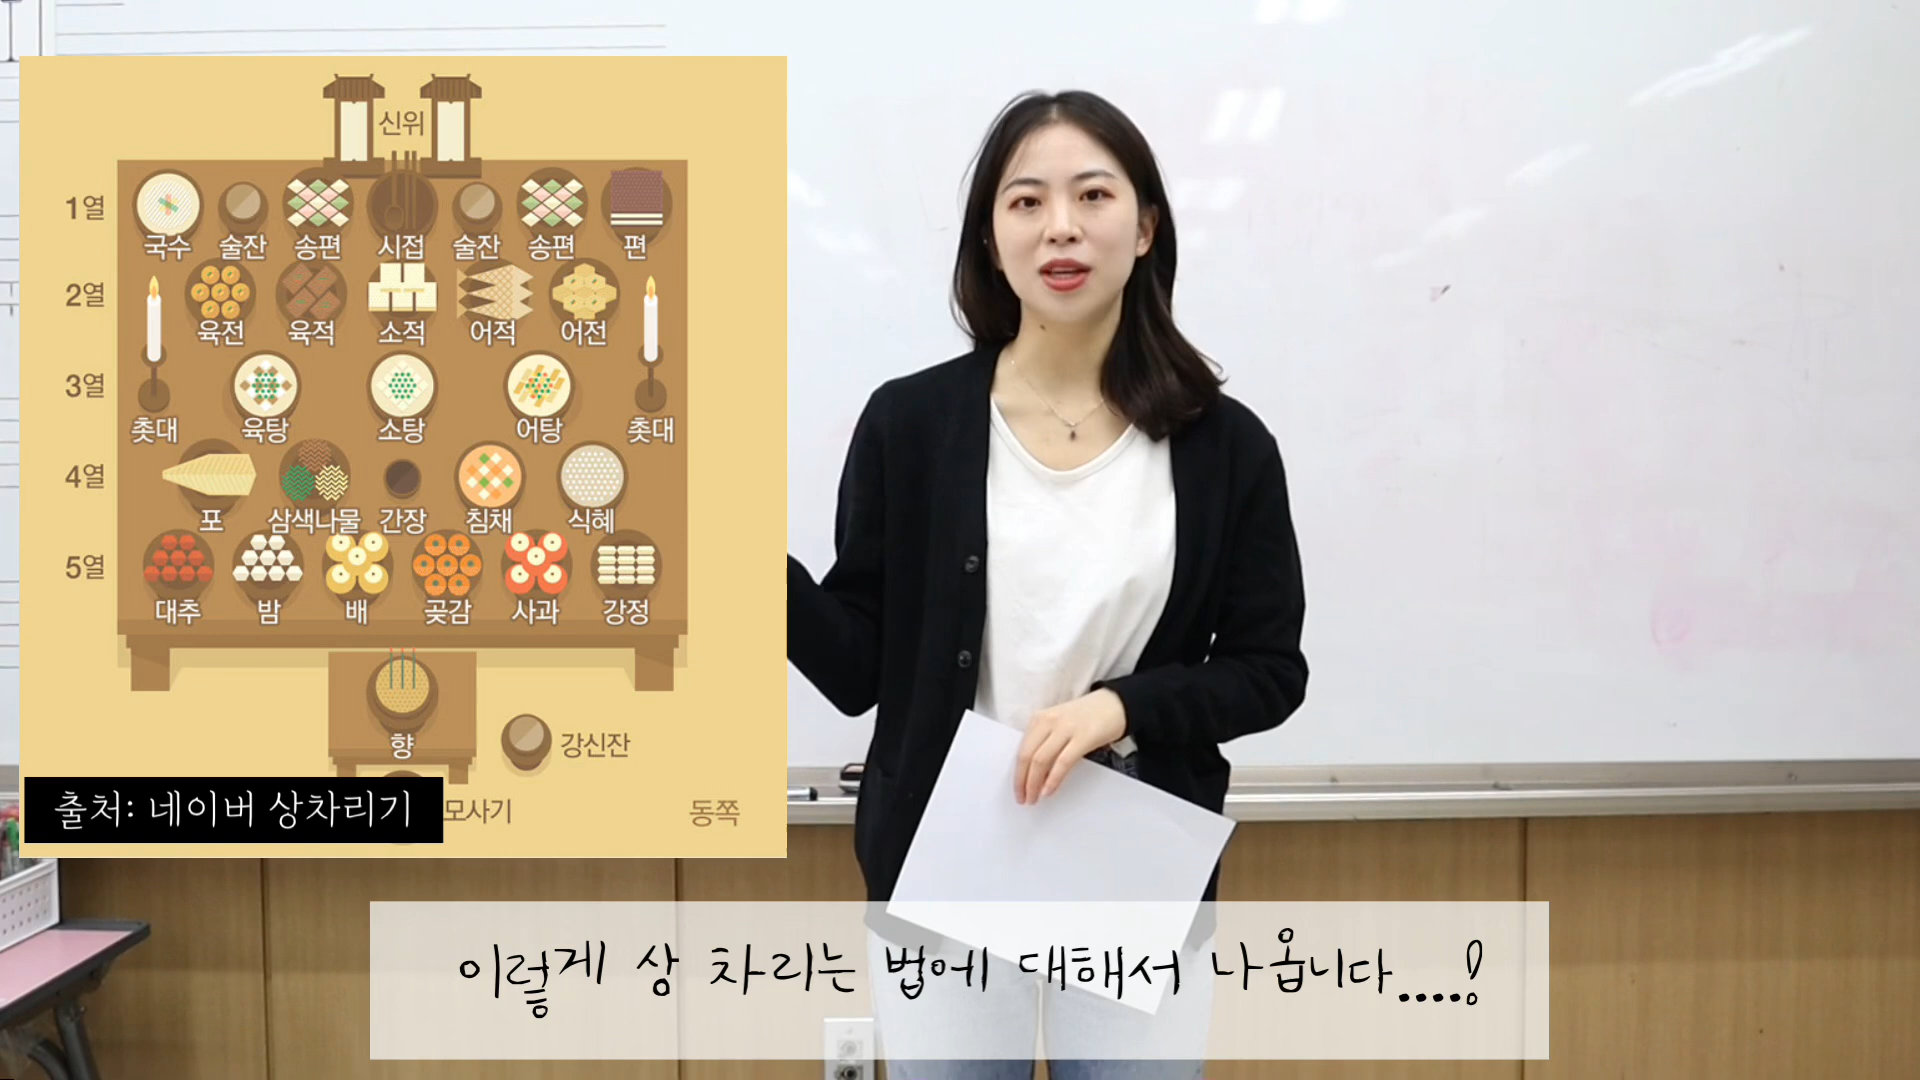 신위
1열
국수 술잔 송편 시접 술잔 송편 편
2열
육전 육적 소적 어적 어전
3열
촛대 육탕 소탕 어탕 촛대
4열
포 삼색나물 간장 침채 식혜
5열
대추 밤 배 곶감 사과 강정
향
강신잔
모사기
동쪽
출처: 네이버 상차리기
이렇게 상 차리는 법에 대해서 나옵니다....!